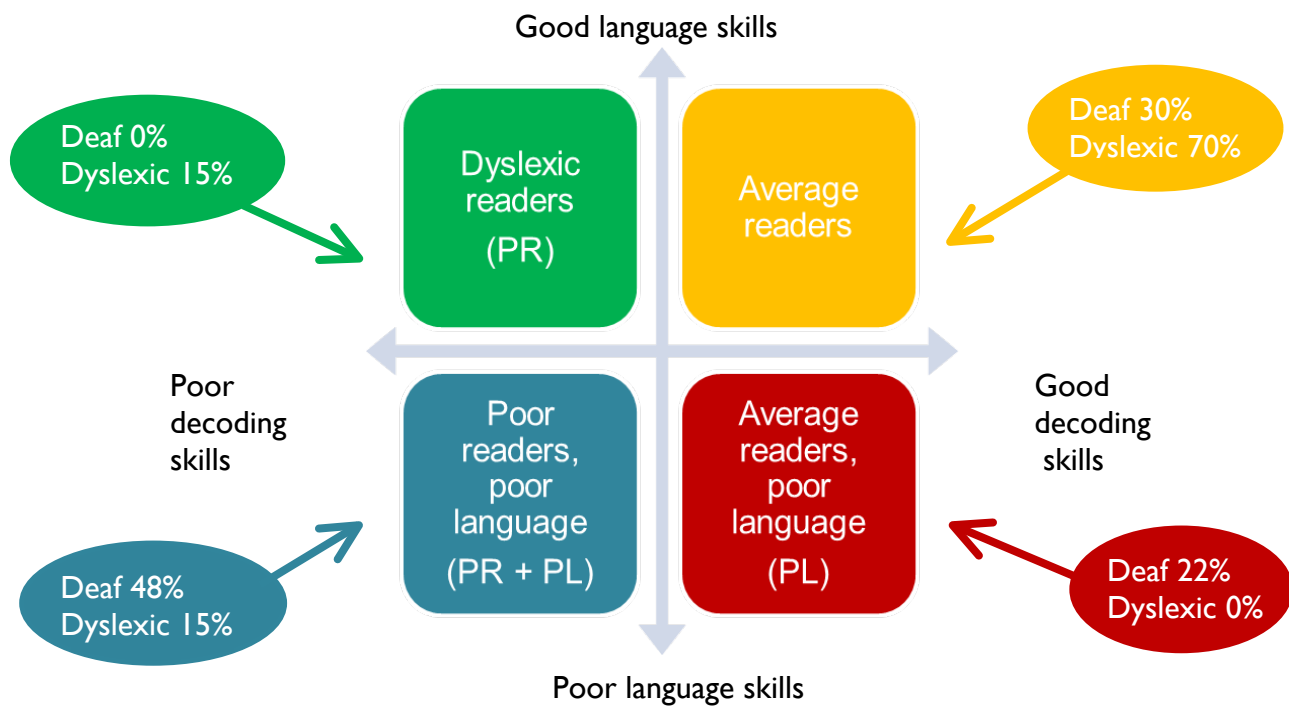 Good language skills
Deaf 0%
Dyslexic 15%
Dyslexic
readers
(PR)
Average
readers
Deaf 30%
Dyslexic 70%
Poor
decoding
skills
Good
decoding
skills
Poor
readers,
poor
language
(PR + PL)
Average
readers,
poor
language
(PL)
Deaf 48%
Dyslexic 15%
Deaf 22%
Dyslexic 0%
Poor language skills